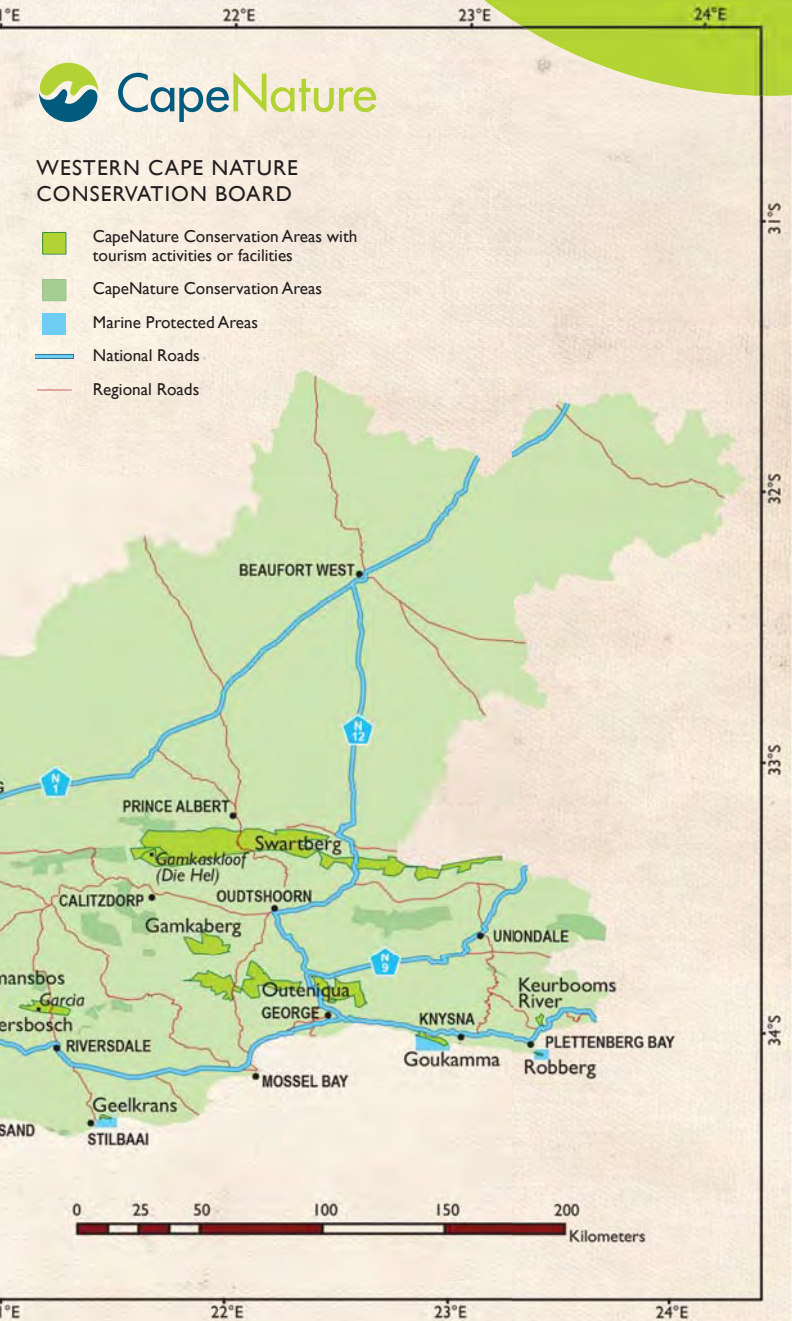 22°E
23°E
24°E
CapeNature
WESTERN CAPE NATURE
CONSERVATION BOARD
CapeNature Conservation Areas with
tourism activities or facilities
CapeNature Conservation Areas
Marine Protected Areas
National Roads
Regional Roads
31°S
32°S
33°S
34°S
BEAUFORT WEST
N
12
N
1
PRINCE ALBERT
Swartberg
Gamkaskloof
(Die Hel)
CALITZDORP
OUDTSHOORN
Gamkaberg
UNIONDALE
N
9
mansbos
Garcia
ersbosch
Outeniqua
GEORGE
Keurbooms
River
KNYSNA
RIVERSDALE
PLETTENBERG BAY
Goukamma
Robberg
MOSSEL BAY
Geelkrans
SAND
STILBAAI
0 25 50 100 150 200
Kilometers
22°E
23°E
24°E